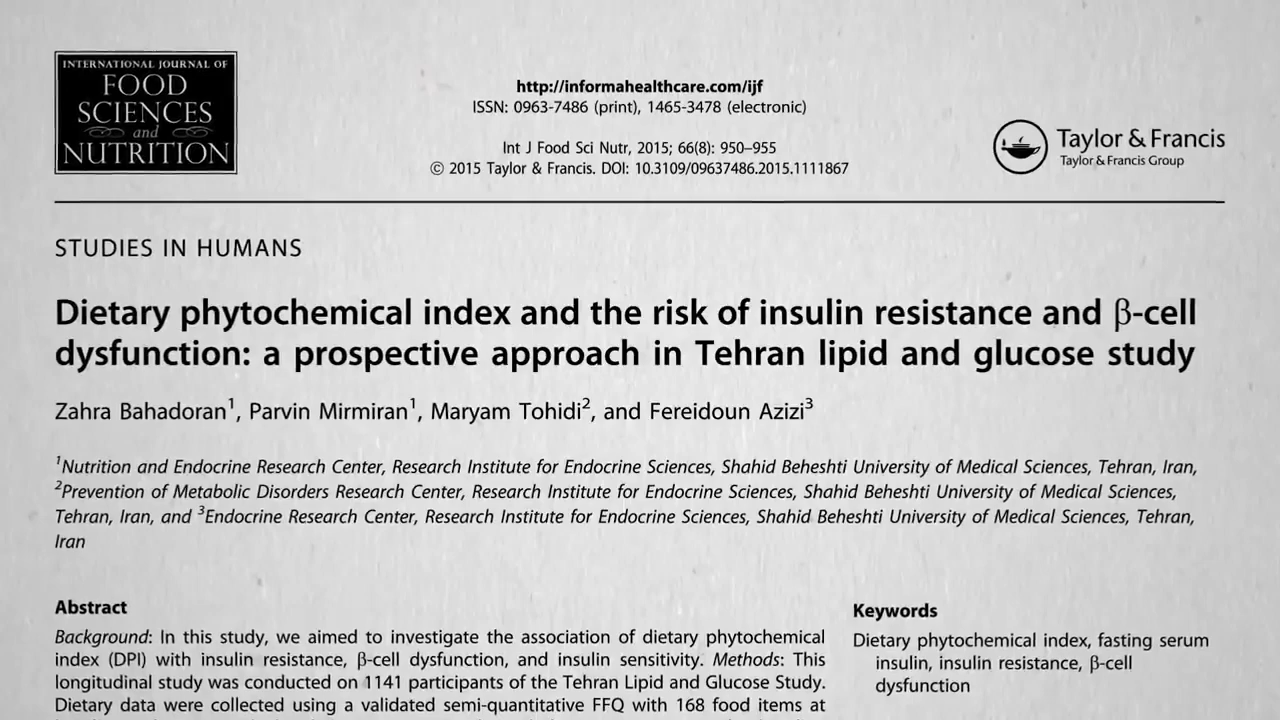 INTERNATIONAL JOURNAL OF
FOOD
SCIENCES
and
NUTRITION
http://informahealthcare.com/ijf
ISSN: 0963-7486 (print), 1465-3478 (electronic)
Int J Food Sci Nutr, 2015; 66(8): 950–955
© 2015 Taylor & Francis. DOI: 10.3109/09637486.2015.1111867
Taylor & Francis
Taylor & Francis Group
STUDIES IN HUMANS
Dietary phytochemical index and the risk of insulin resistance and β-cell
dysfunction: a prospective approach in Tehran lipid and glucose study
Zahra Bahadoran1, Parvin Mirmiran1, Maryam Tohidi2, and Fereidoun Azizi3
1Nutrition and Endocrine Research Center, Research Institute for Endocrine Sciences, Shahid Beheshti University of Medical Sciences, Tehran, Iran,
2Prevention of Metabolic Disorders Research Center, Research Institute for Endocrine Sciences, Shahid Beheshti University of Medical Sciences,
Tehran, Iran, and 3Endocrine Research Center, Research Institute for Endocrine Sciences, Shahid Beheshti University of Medical Sciences, Tehran,
Iran
Abstract
Background: In this study, we aimed to investigate the association of dietary phytochemical
index (DPI) with insulin resistance, β-cell dysfunction, and insulin sensitivity. Methods: This
longitudinal study was conducted on 1141 participants of the Tehran Lipid and Glucose Study.
Dietary data were collected using a validated semi-quantitative FFQ with 168 food items at
Keywords
Dietary phytochemical index, fasting serum
insulin, insulin resistance, β-cell
dysfunction